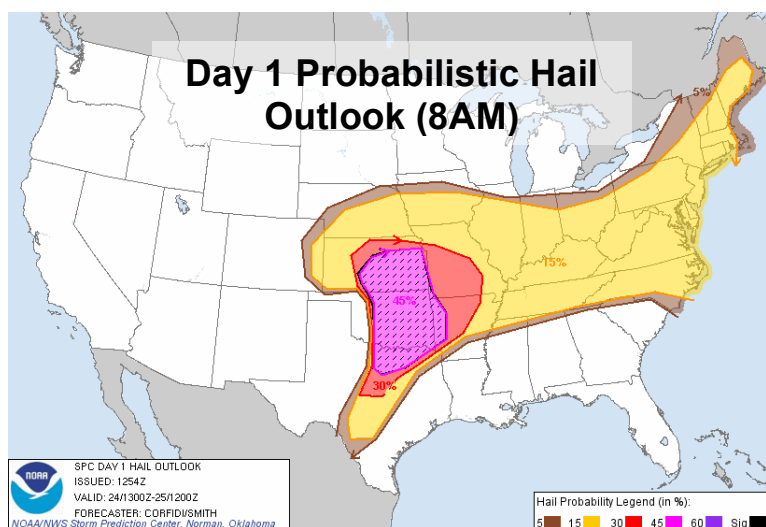 Day 1 Probabilistic Hail
Outlook (8AM)
5%
15%
45%
30%
NOAA
SPC DAY 1 HAIL OUTLOOK
ISSUED: 1254Z
VALID: 24/1300Z-25/1200Z
FORECASTER: CORFIDI/SMITH
NOAA/NWS Storm Prediction Center, Norman, Oklahoma
Hail Probability Legend (in %):
5 15 30 45 60 Sig